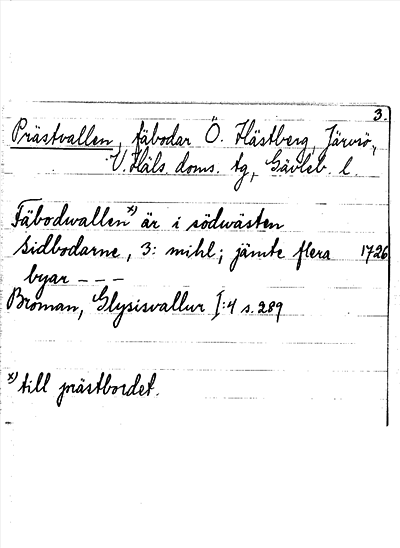 3.
Prästvallen, fäbodar Ö. Hästberg, Järvsö,
V. Häls. doms. tg, Gävleb. l.
Fäbodwallen x) är i södwästen
Sidbodarne, 3: mihl; jämte flera 1726
byar - - -
Broman, Glysisvallur I:4 s. 289
x) till prästbordet.